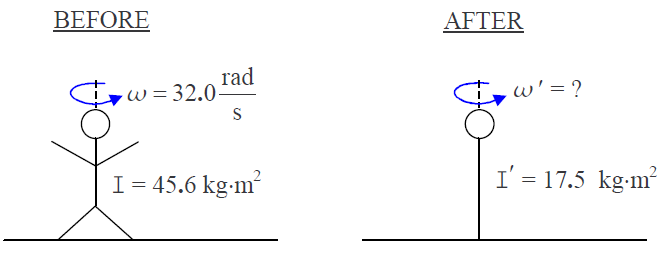 BEFORE
AFTER
ω = 32.0 rad/s
ω′ = ?
I = 45.6 kg·m²
I′ = 17.5 kg·m²